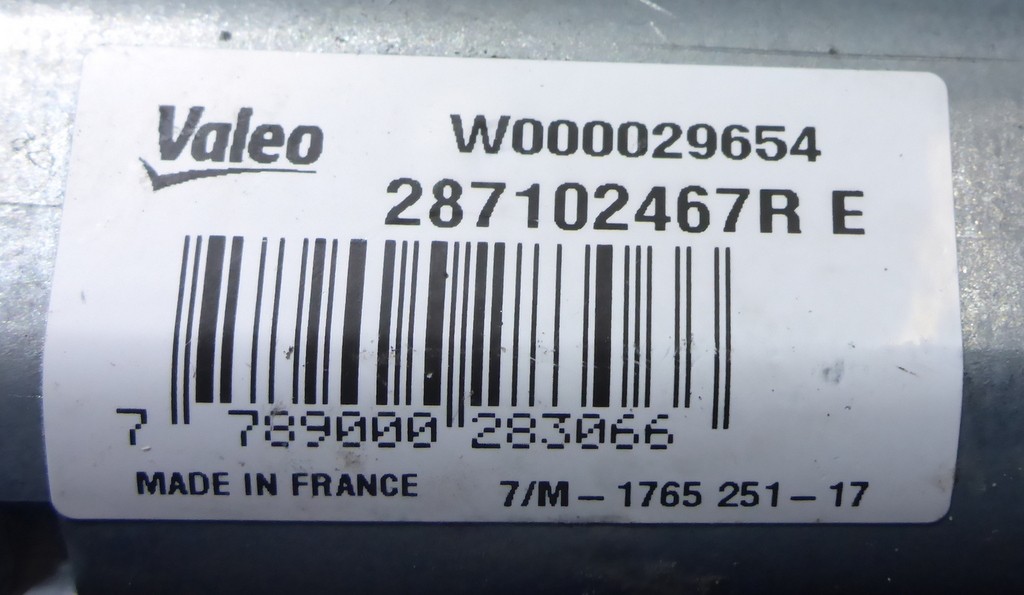 Valeo W000029654
287102467R E
7 789000 283066
MADE IN FRANCE 7/M - 1765 251 - 17